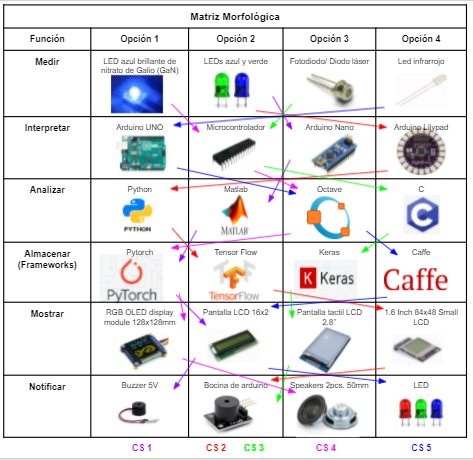 Matriz Morfológica
Función Opción 1 Opción 2 Opción 3 Opción 4
Medir
LED azul brillante de
nitrato de Galio (GaN)
LEDs azul y verde
Fotodiodo/ Diodo láser
Led infrarrojo
Interpretar
Arduino UNO
Microcontrolador
Arduino Nano
Arduino Lilypad
Analizar
Python
PYTHON
Matlab
MATLAB
Octave
C
C
Almacenar
(Frameworks)
Pytorch
PyTorch
Tensor Flow
TensorFlow
Keras
K Keras
Caffe
Caffe
Mostrar
RGB OLED display
module 128x128mm
Pantalla LCD 16x2
Pantalla tactil LCD
2.8¨
1.6 Inch 84x48 Small
LCD
Notificar
Buzzer 5V
Bocina de arduino
Speakers 2pcs. 50mm
LED
CS 1 CS 2 CS 3 CS 4 CS 5